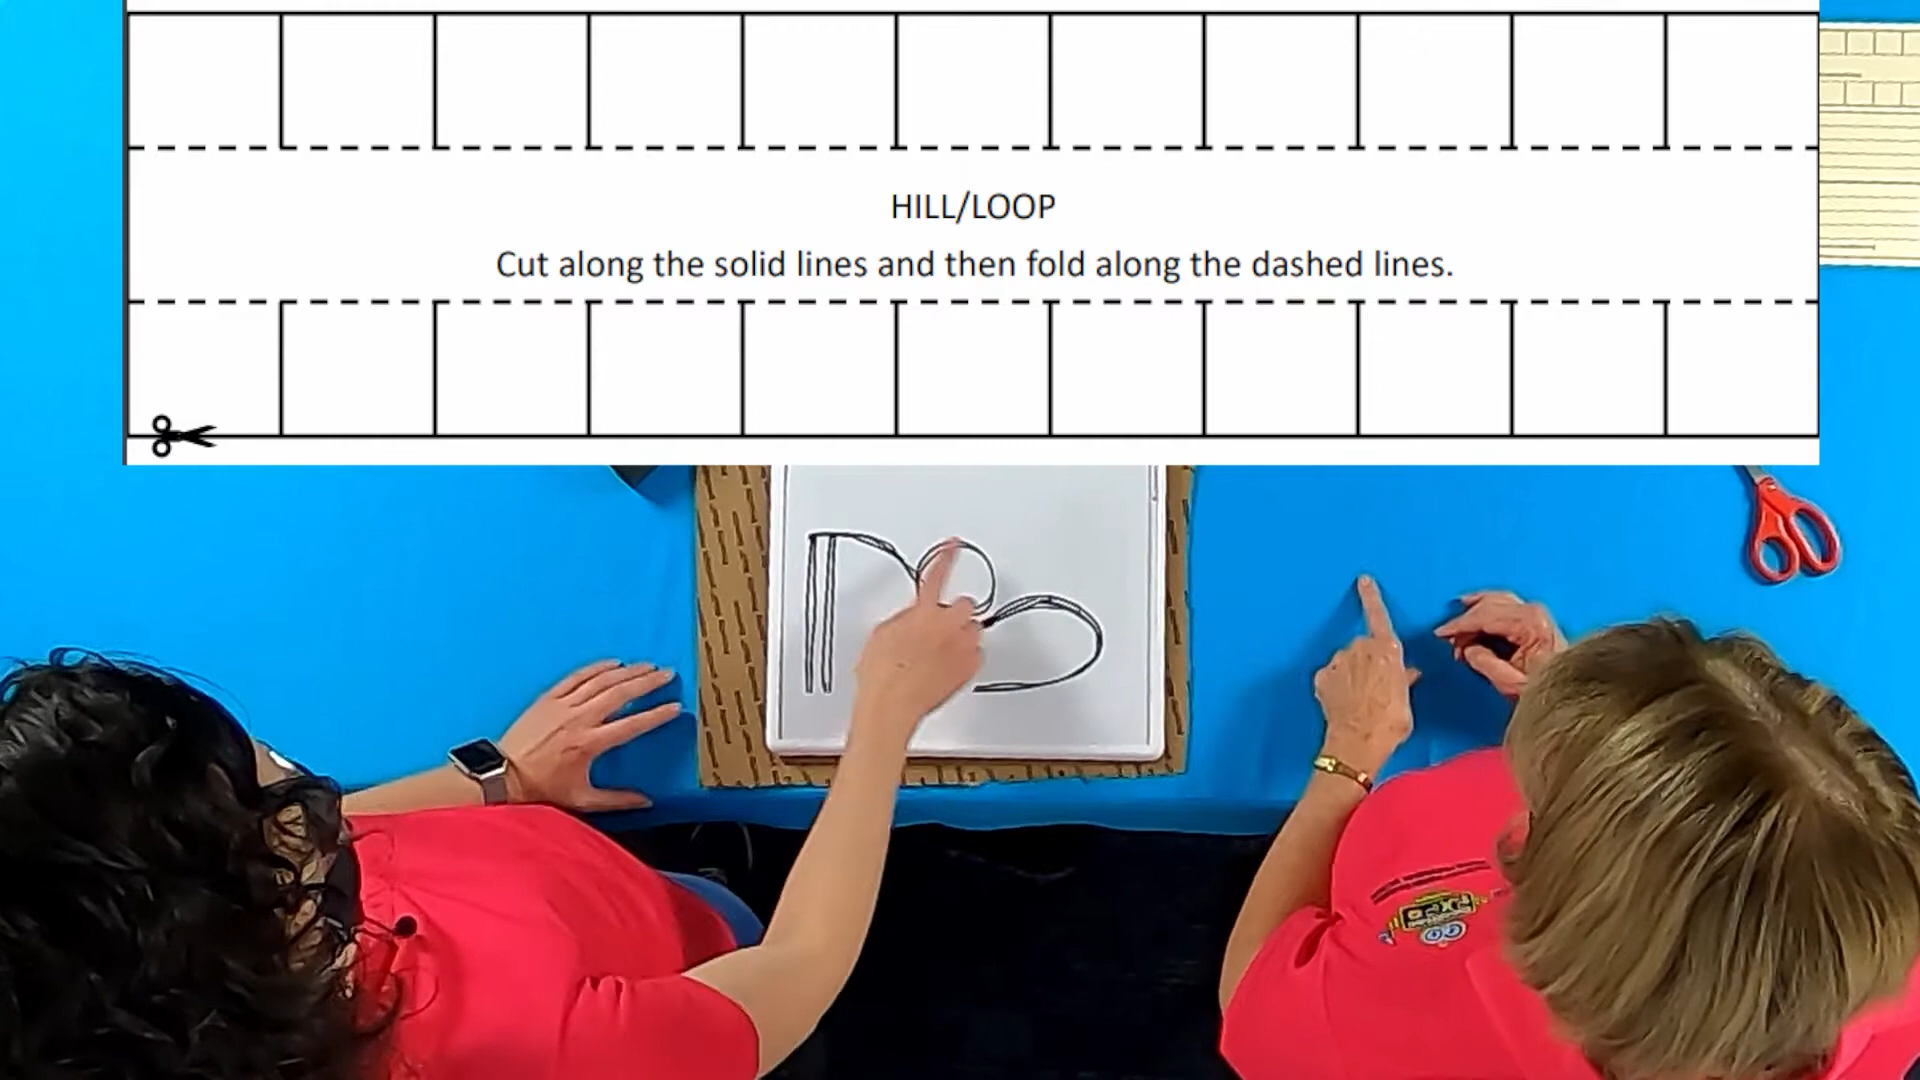 HILL/LOOP
Cut along the solid lines and then fold along the dashed lines.